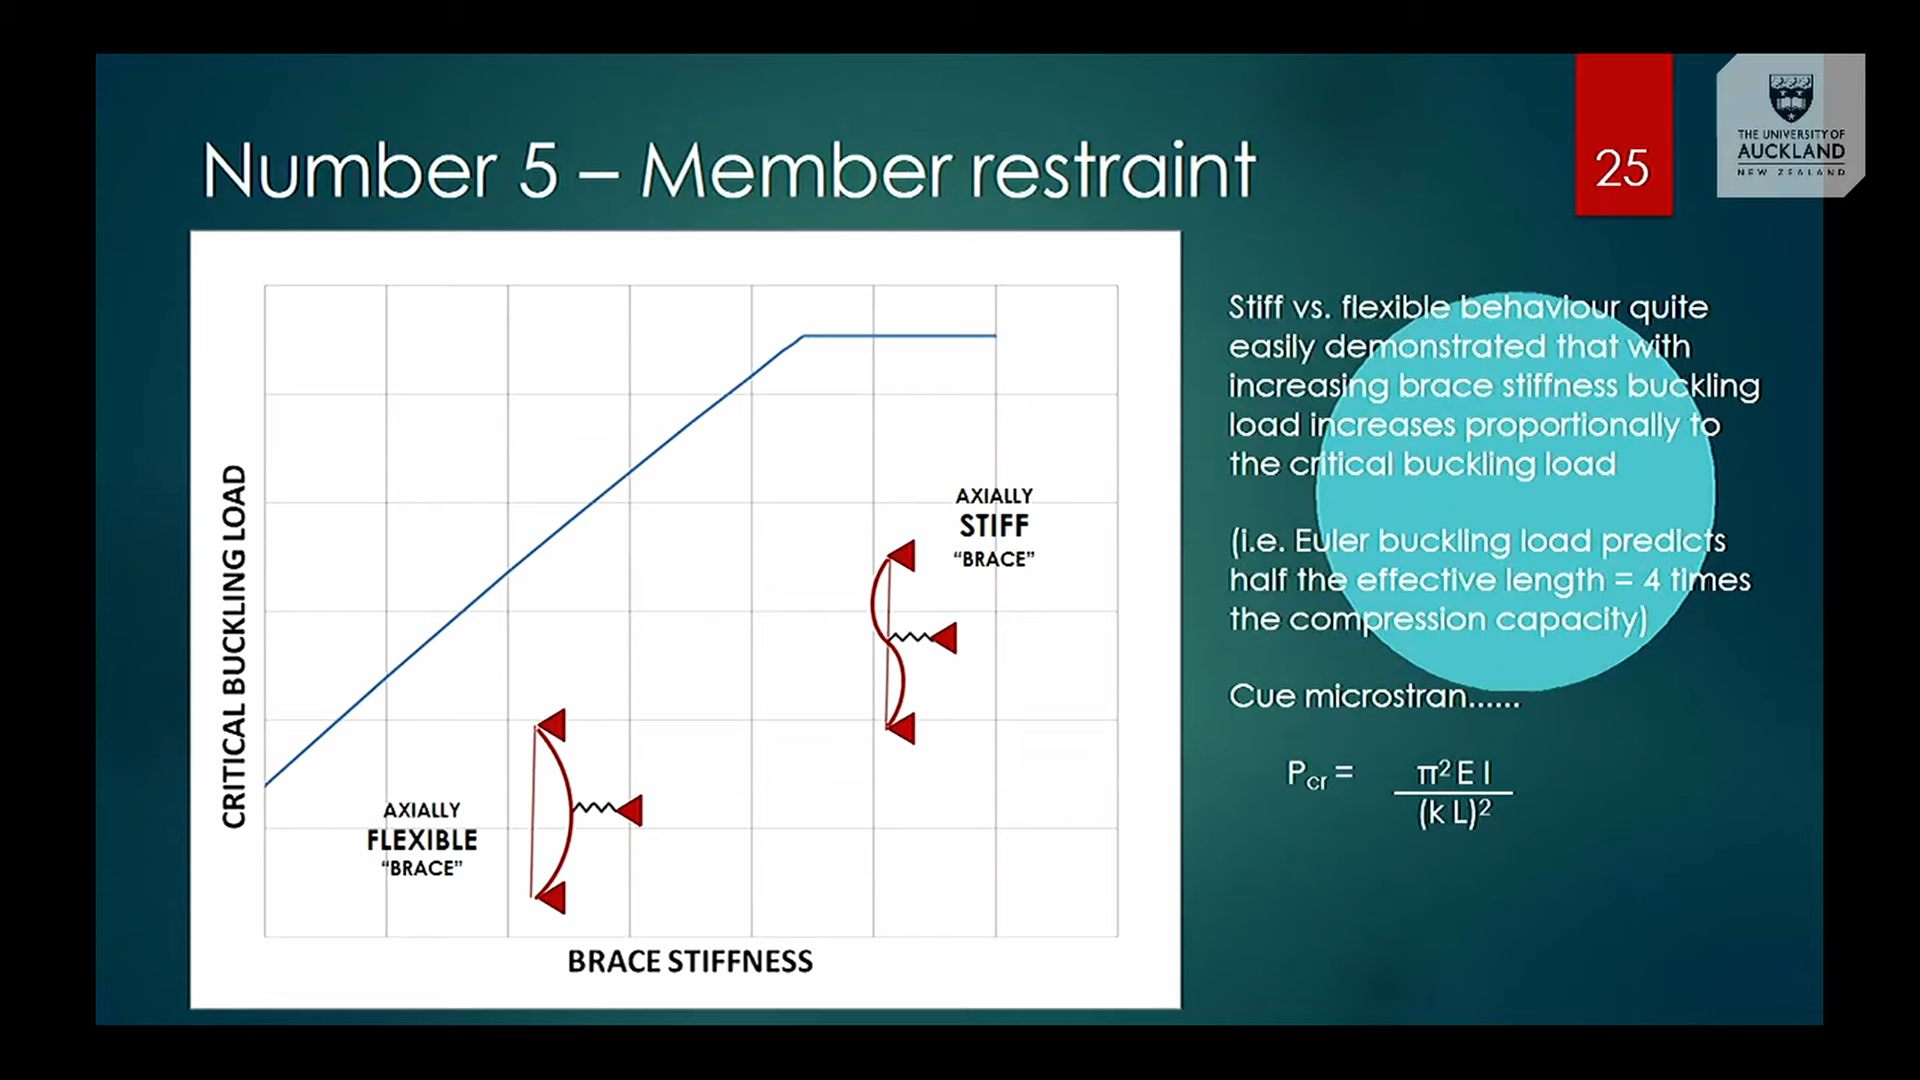 Number 5 – Member restraint
25
THE UNIVERSITY OF
AUCKLAND
NEW ZEALAND
CRITICAL BUCKLING LOAD
AXIALLY
STIFF
“BRACE”
AXIALLY
FLEXIBLE
“BRACE”
BRACE STIFFNESS
Stiff vs. flexible behaviour quite
easily demonstrated that with
increasing brace stiffness buckling
load increases proportionally to
the critical buckling load
(i.e. Euler buckling load predicts
half the effective length = 4 times
the compression capacity)
Cue microstran......
Pcr = π² E I
(k L)²